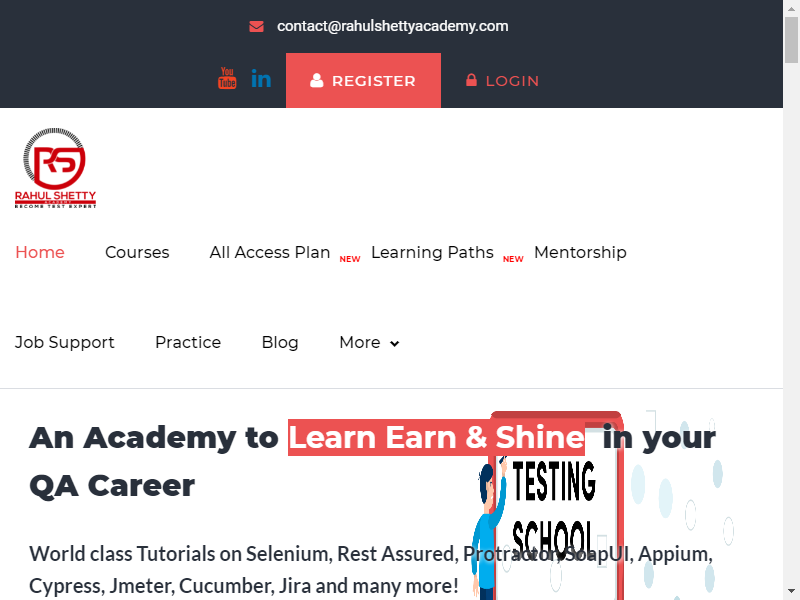 contact@rahulshettyacademy.com
You
Tube
in
REGISTER
LOGIN
RS
RAHUL SHETTY
ACADEMY
BECOME TEST EXPERT
Home
Courses
All Access Plan
NEW
Learning Paths
NEW
Mentorship
Job Support
Practice
Blog
More
An Academy to Learn Earn & Shine in your
QA Career
TESTING
SCHOOL
World class Tutorials on Selenium, Rest Assured, Protractor, SoapUI, Appium,
Cypress, Jmeter, Cucumber, Jira and many more!